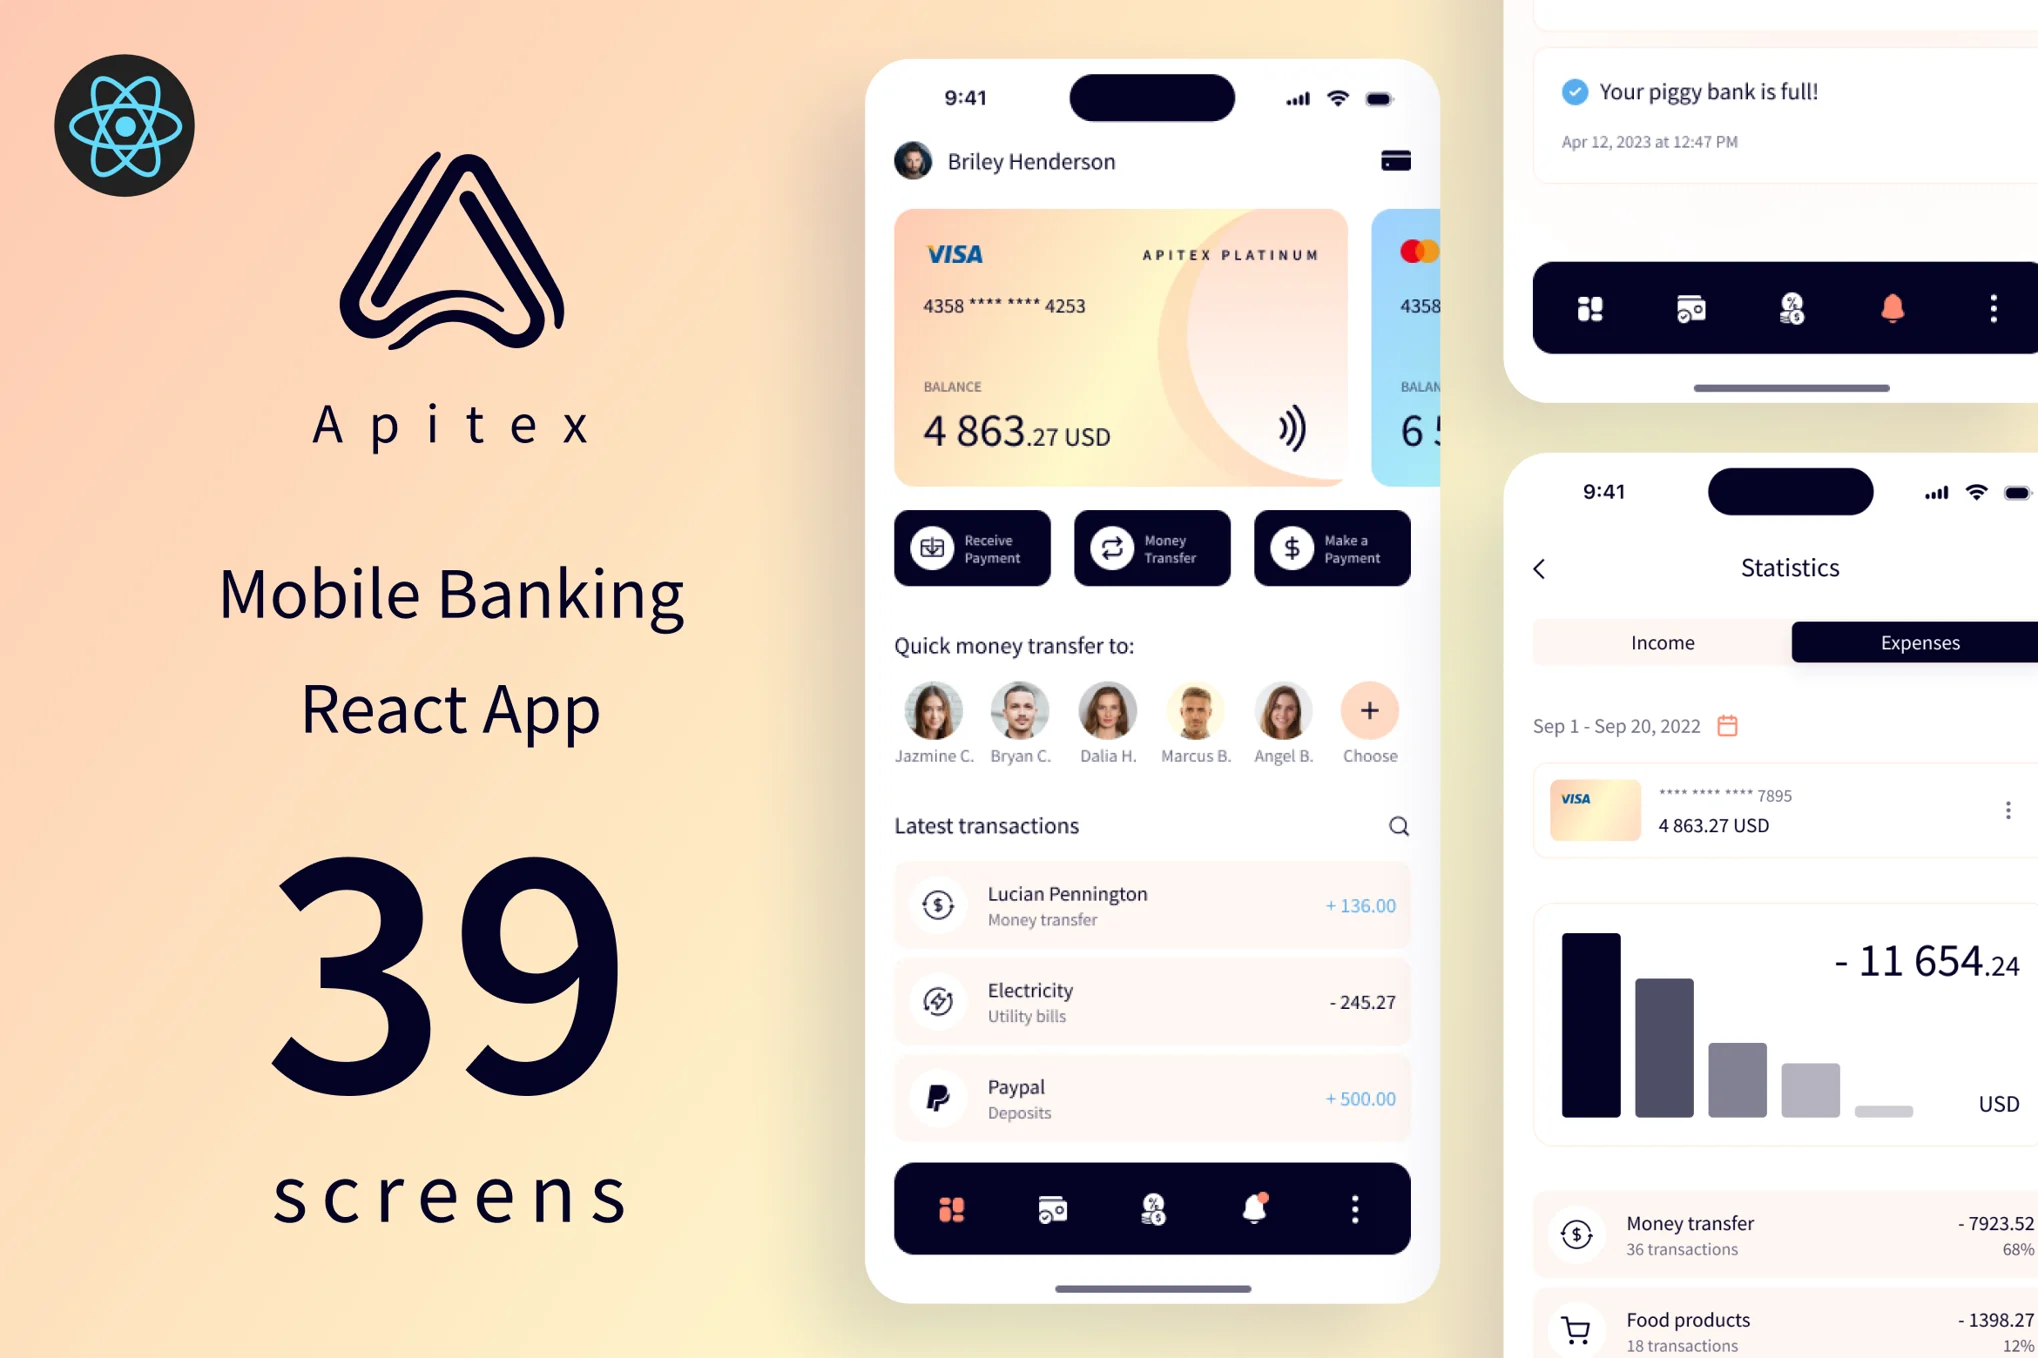 Apitex
Mobile Banking
React App
39
screens
9:41
Briley Henderson
VISA
APITEX PLATINUM
4358 **** **** 4253
BALANCE
4 863.27 USD
4358
BALAN
6
Receive
Payment
Money
Transfer
Make a
Payment
Quick money transfer to:
Jazmine C.
Bryan C.
Dalia H.
Marcus B.
Angel B.
Choose
Latest transactions
Lucian Pennington
Money transfer
+ 136.00
Electricity
Utility bills
- 245.27
Paypal
Deposits
+ 500.00
Your piggy bank is full!
Apr 12, 2023 at 12:47 PM
9:41
Statistics
Income
Expenses
Sep 1 - Sep 20, 2022
VISA
**** **** **** 7895
4 863.27 USD
- 11 654.24
USD
Money transfer
36 transactions
- 7923.52
68%
Food products
18 transactions
- 1398.27
12%